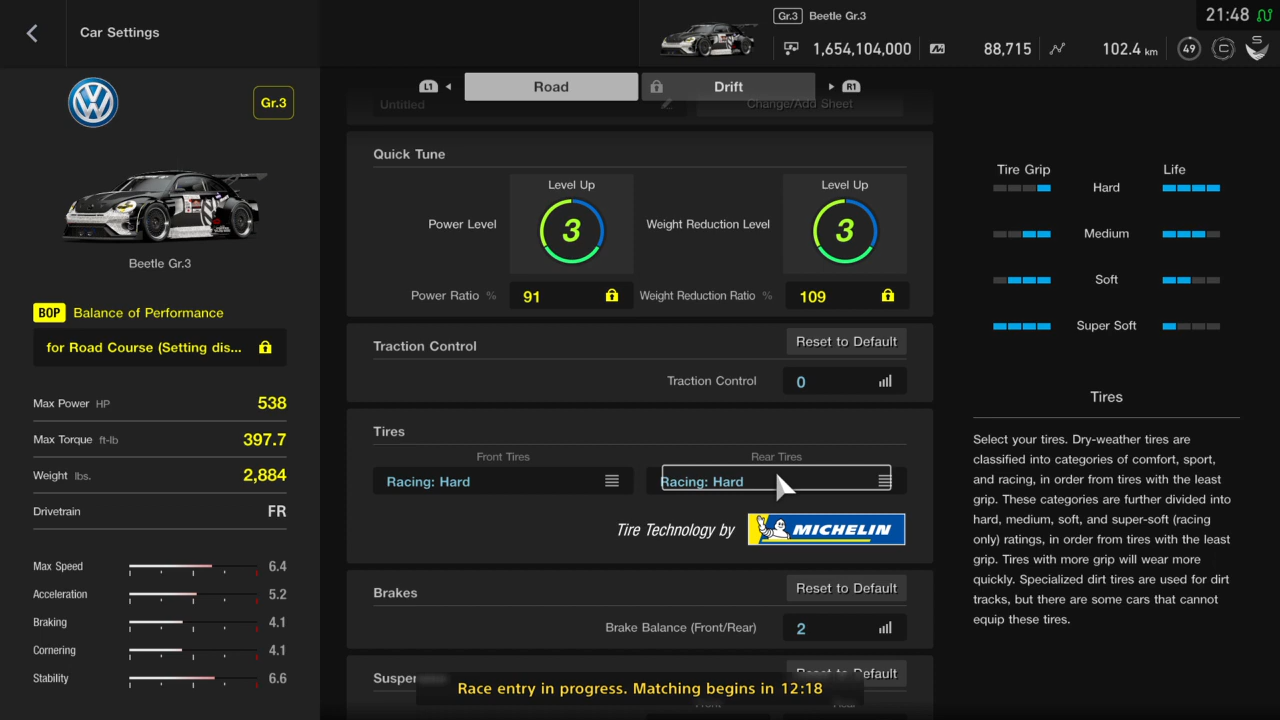 Car Settings
Gr.3 Beetle Gr.3
1,654,104,000 88,715 102.4 km 49 C S
21:48
Gr.3
Beetle Gr.3
BOP Balance of Performance
for Road Course (Setting dis...
Max Power HP 538
Max Torque ft-lb 397.7
Weight lbs. 2,884
Drivetrain FR
Max Speed 6.4
Acceleration 5.2
Braking 4.1
Cornering 4.1
Stability 6.6
L1 Road Drift R1
Untitled Change/Add Sheet
Quick Tune
Power Level Level Up 3 Weight Reduction Level Level Up 3
Power Ratio % 91 Weight Reduction Ratio % 109
Traction Control Reset to Default
Traction Control 0
Tires
Front Tires Rear Tires
Racing: Hard Racing: Hard
Tire Technology by MICHELIN
Brakes Reset to Default
Brake Balance (Front/Rear) 2
Reset to Default
Race entry in progress. Matching begins in 12:18
Tire Grip Life
Hard
Medium
Soft
Super Soft
Tires
Select your tires. Dry-weather tires are
classified into categories of comfort, sport,
and racing, in order from tires with the least
grip. These categories are further divided into
hard, medium, soft, and super-soft (racing
only) ratings, in order from tires with the least
grip. Tires with more grip will wear more
quickly. Specialized dirt tires are used for dirt
tracks, but there are some cars that cannot
equip these tires.